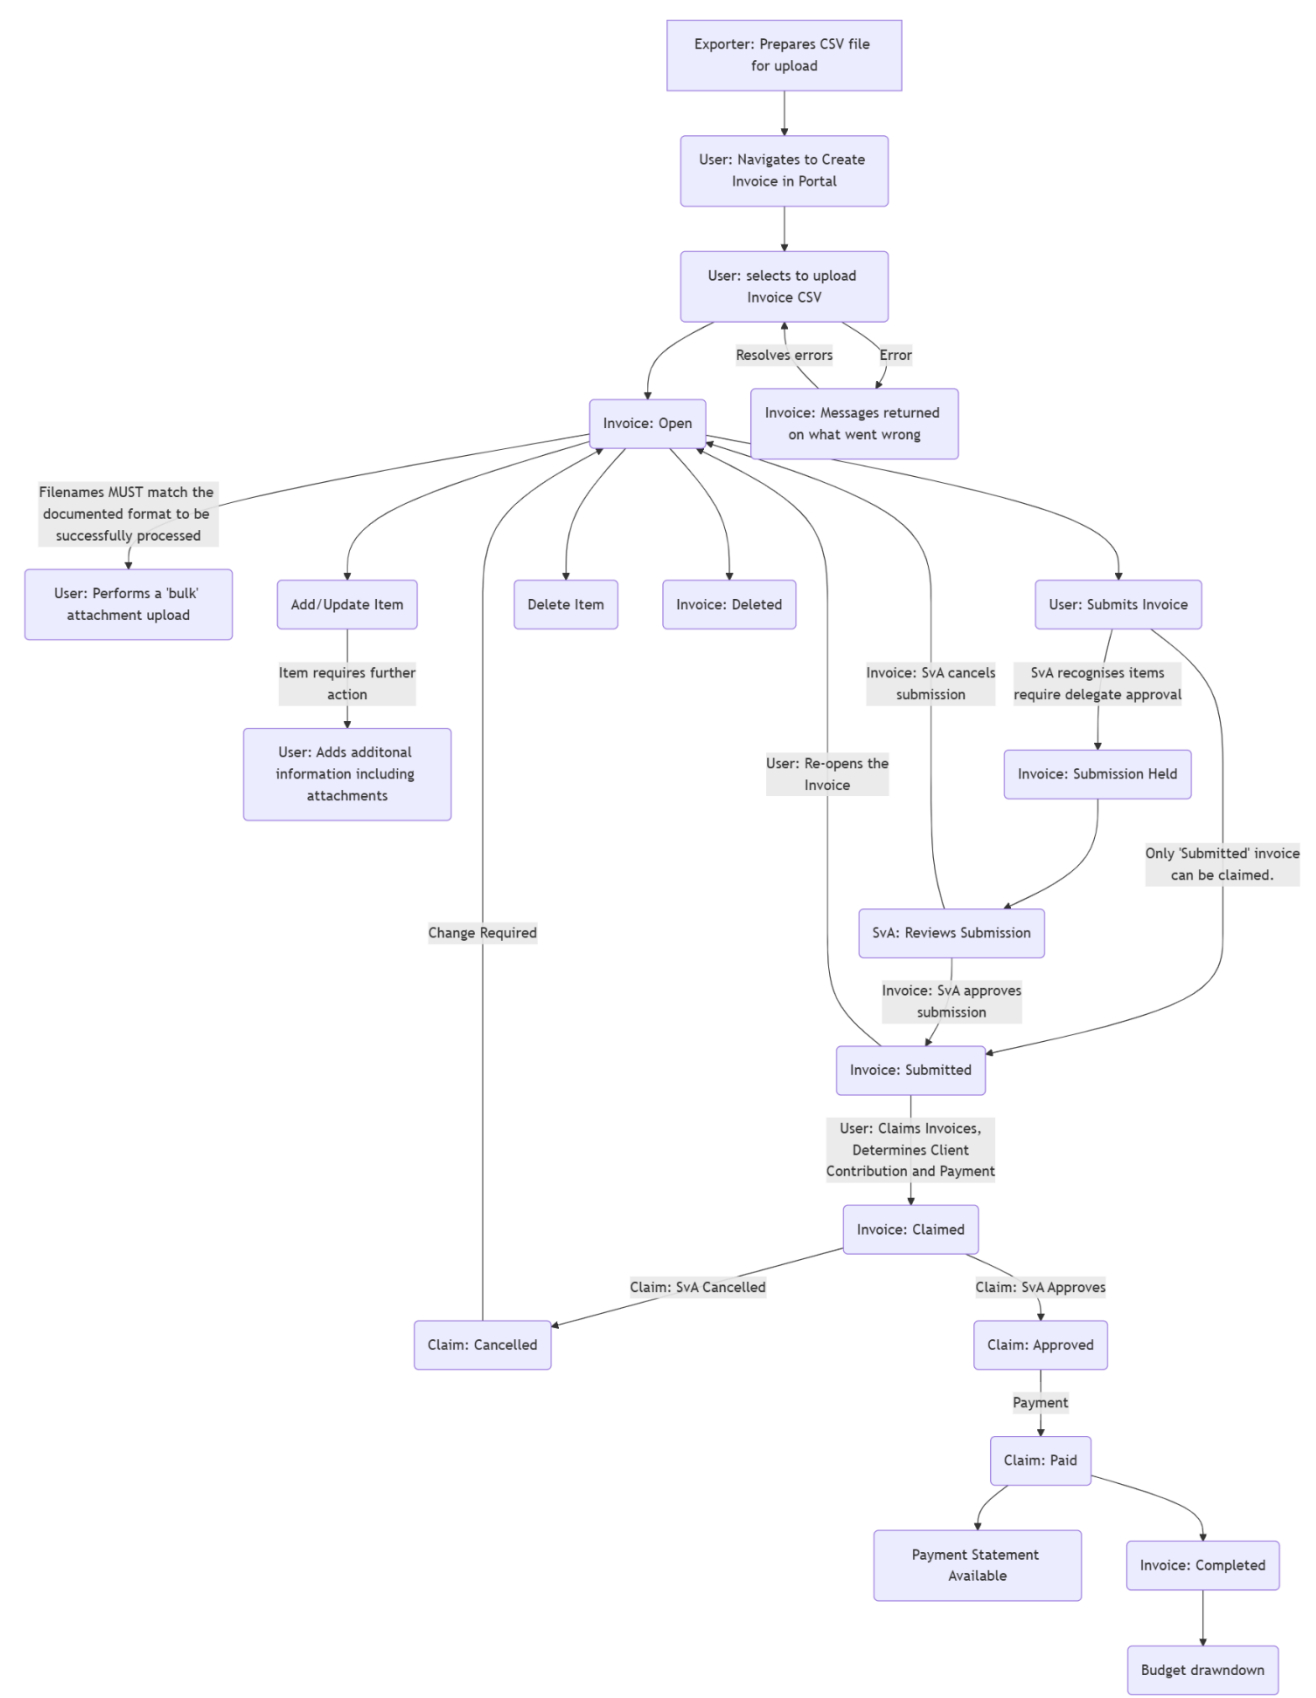 Exporter: Prepares CSV file
for upload
User: Navigates to Create
Invoice in Portal
User: selects to upload
Invoice CSV
Resolves errors
Error
Invoice: Messages returned
on what went wrong
Invoice: Open
Filenames MUST match the
documented format to be
successfully processed
User: Performs a 'bulk'
attachment upload
Add/Update Item
Delete Item
Invoice: Deleted
User: Submits Invoice
Item requires further
action
Invoice: SvA cancels
submission
SvA recognises items
require delegate approval
User: Adds additonal
information including
attachments
User: Re-opens the
Invoice
Invoice: Submission Held
Only 'Submitted' invoice
can be claimed.
Change Required
SvA: Reviews Submission
Invoice: SvA approves
submission
Invoice: Submitted
User: Claims Invoices,
Determines Client
Contribution and Payment
Invoice: Claimed
Claim: SvA Cancelled
Claim: SvA Approves
Claim: Cancelled
Claim: Approved
Payment
Claim: Paid
Payment Statement
Available
Invoice: Completed
Budget drawndown